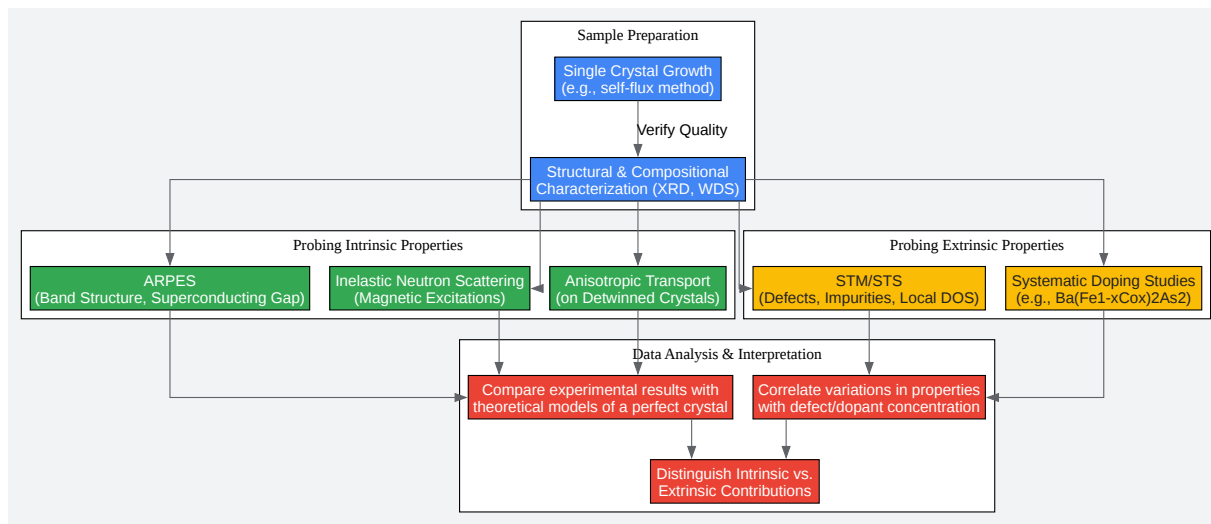 Sample Preparation
Single Crystal Growth
(e.g., self-flux method)
Verify Quality
Structural & Compositional
Characterization (XRD, WDS)
Probing Intrinsic Properties
ARPES
(Band Structure, Superconducting Gap)
Inelastic Neutron Scattering
(Magnetic Excitations)
Anisotropic Transport
(on Detwinned Crystals)
Probing Extrinsic Properties
STM/STS
(Defects, Impurities, Local DOS)
Systematic Doping Studies
(e.g., Ba(Fe1-xCox)2As2)
Data Analysis & Interpretation
Compare experimental results with
theoretical models of a perfect crystal
Correlate variations in properties
with defect/dopant concentration
Distinguish Intrinsic vs.
Extrinsic Contributions